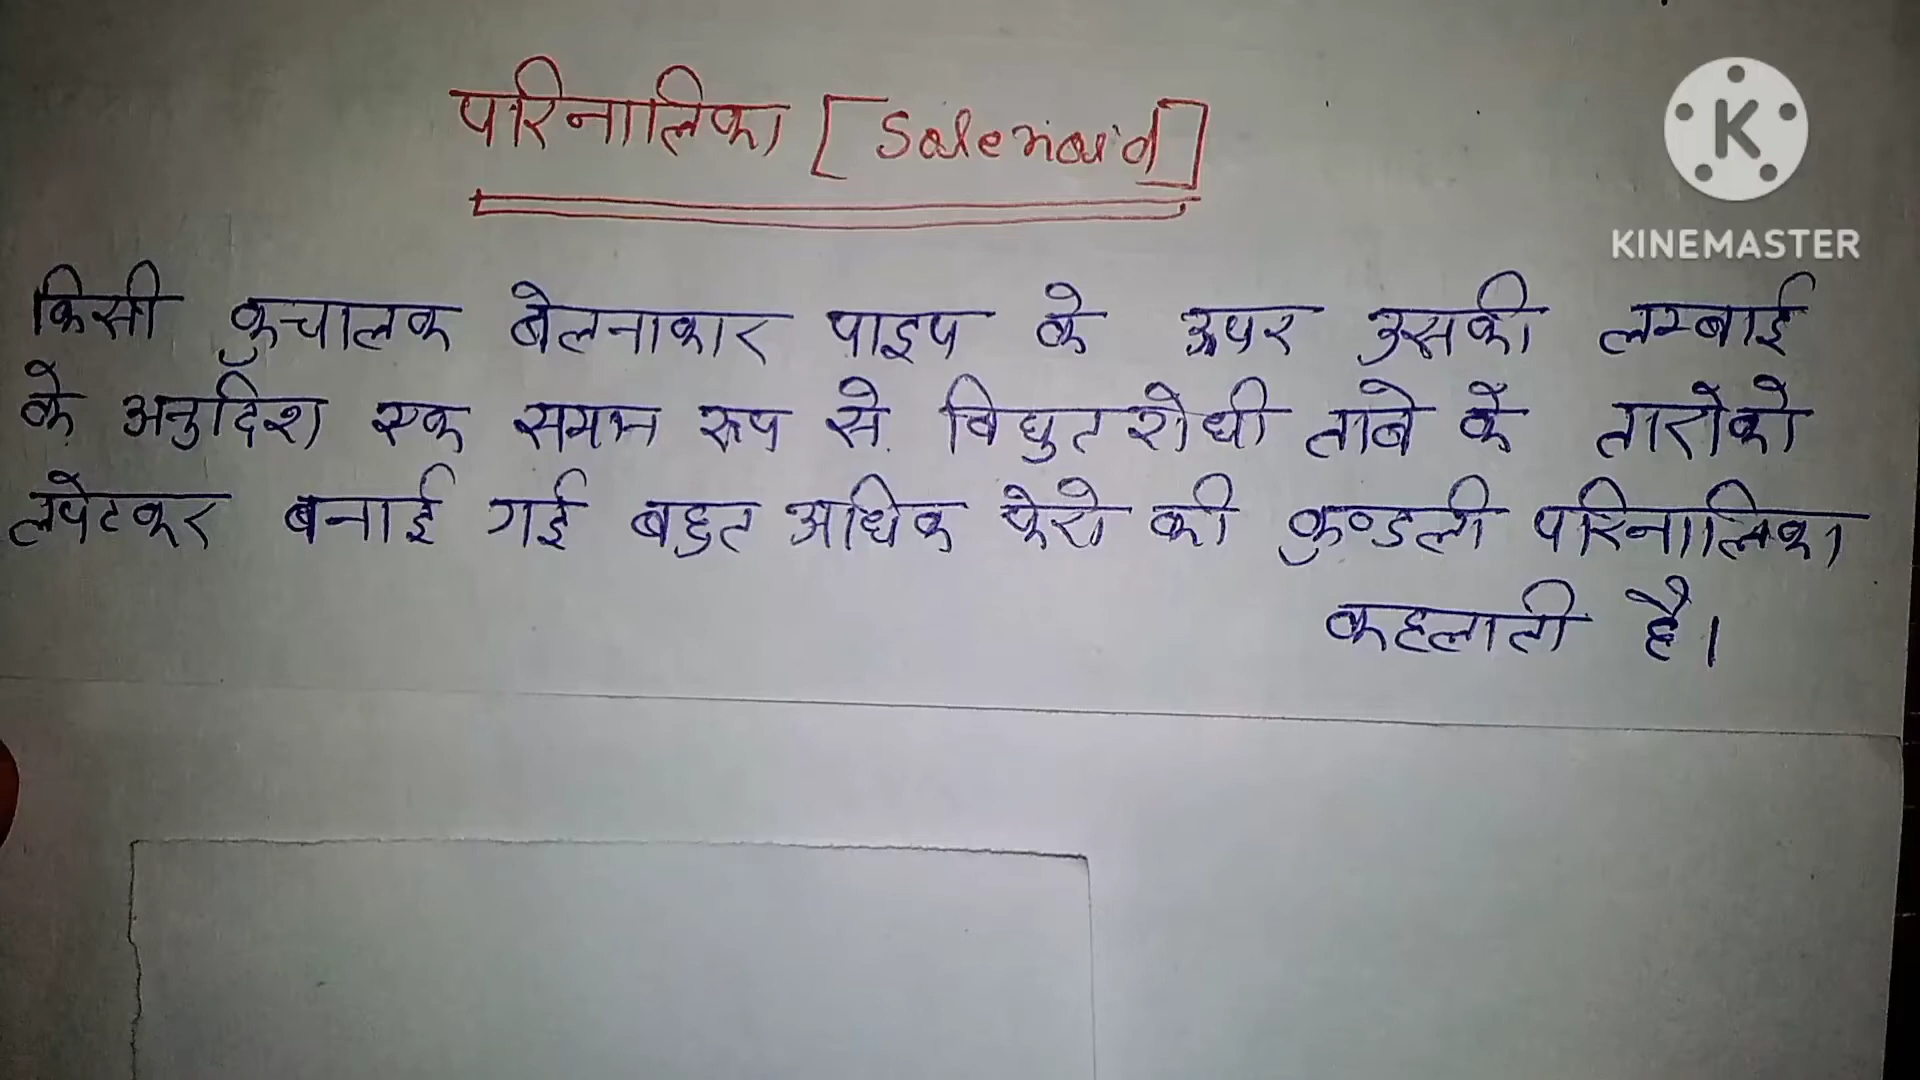 परिनालिका [Solenoid]
K
KINEMASTER
किसी कुचालक बेलनाकार पाइप के ऊपर उसकी लम्बाई
के अनुदिश एक समान रूप से विघुतरोधी ताबे के तारोको
लपेटकर बनाई गई बहुत अधिक फेरो की कुण्डली परिनालिका
कहलाती है।